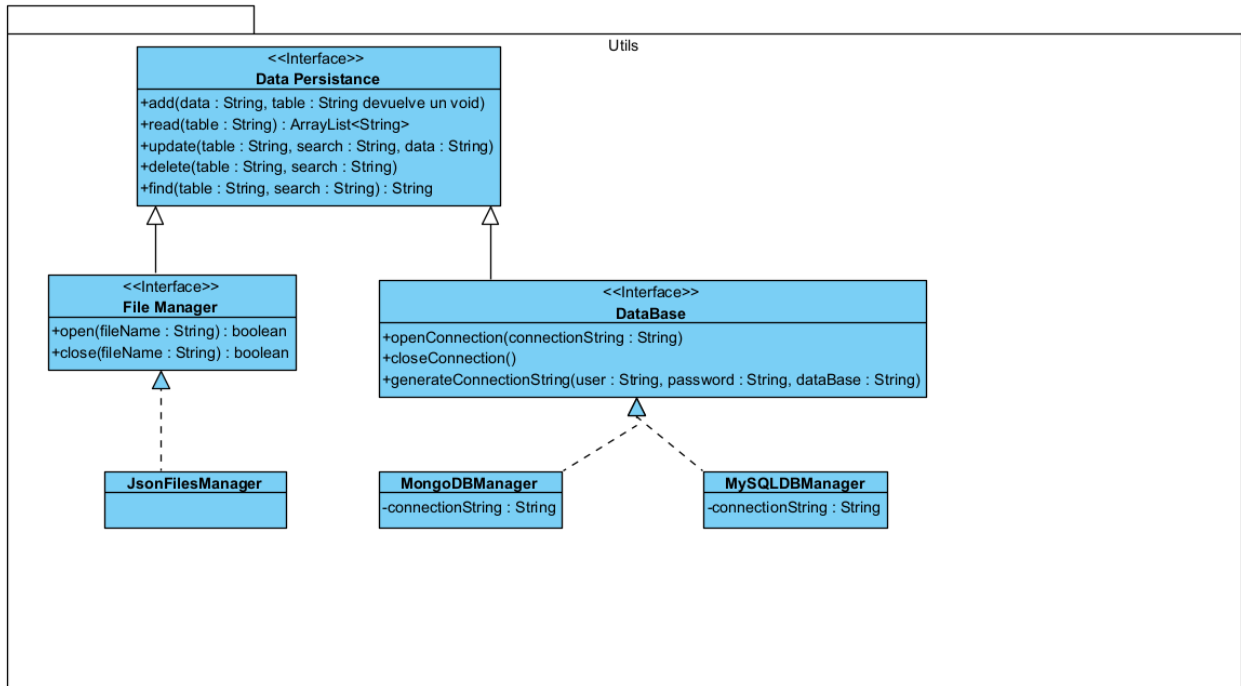 Utils
<<Interface>>
Data Persistance
+add(data : String, table : String devuelve un void)
+read(table : String) : ArrayList<String>
+update(table : String, search : String, data : String)
+delete(table : String, search : String)
+find(table : String, search : String) : String
<<Interface>>
File Manager
+open(fileName : String) : boolean
+close(fileName : String) : boolean
<<Interface>>
DataBase
+openConnection(connectionString : String)
+closeConnection()
+generateConnectionString(user : String, password : String, dataBase : String)
JsonFilesManager
MongoDBManager
-connectionString : String
MySQLDBManager
-connectionString : String